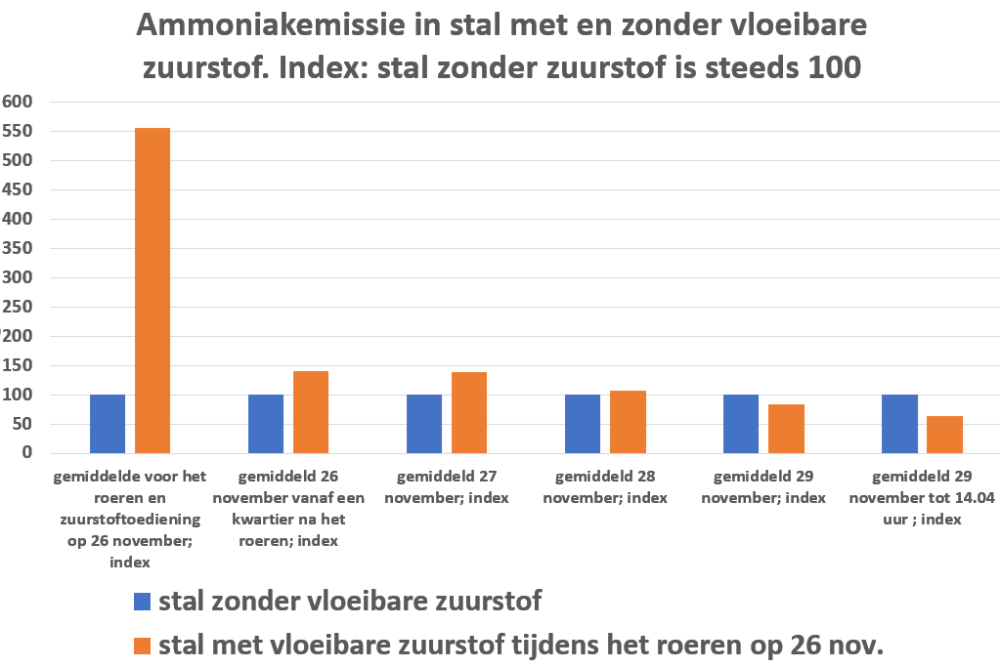 Ammoniakemissie in stal met en zonder vloeibare
zuurstof. Index: stal zonder zuurstof is steeds 100
600
550
500
450
400
350
300
250
200
150
100
50
0
gemiddelde voor het
roeren en
zuurstoftoediening
op 26 november;
index
gemiddeld 26
november vanaf een
kwartier na het
roeren; index
gemiddeld 27
november; index
gemiddeld 28
november; index
gemiddeld 29
november; index
gemiddeld 29
november tot 14.04
uur ; index
stal zonder vloeibare zuurstof
stal met vloeibare zuurstof tijdens het roeren op 26 nov.